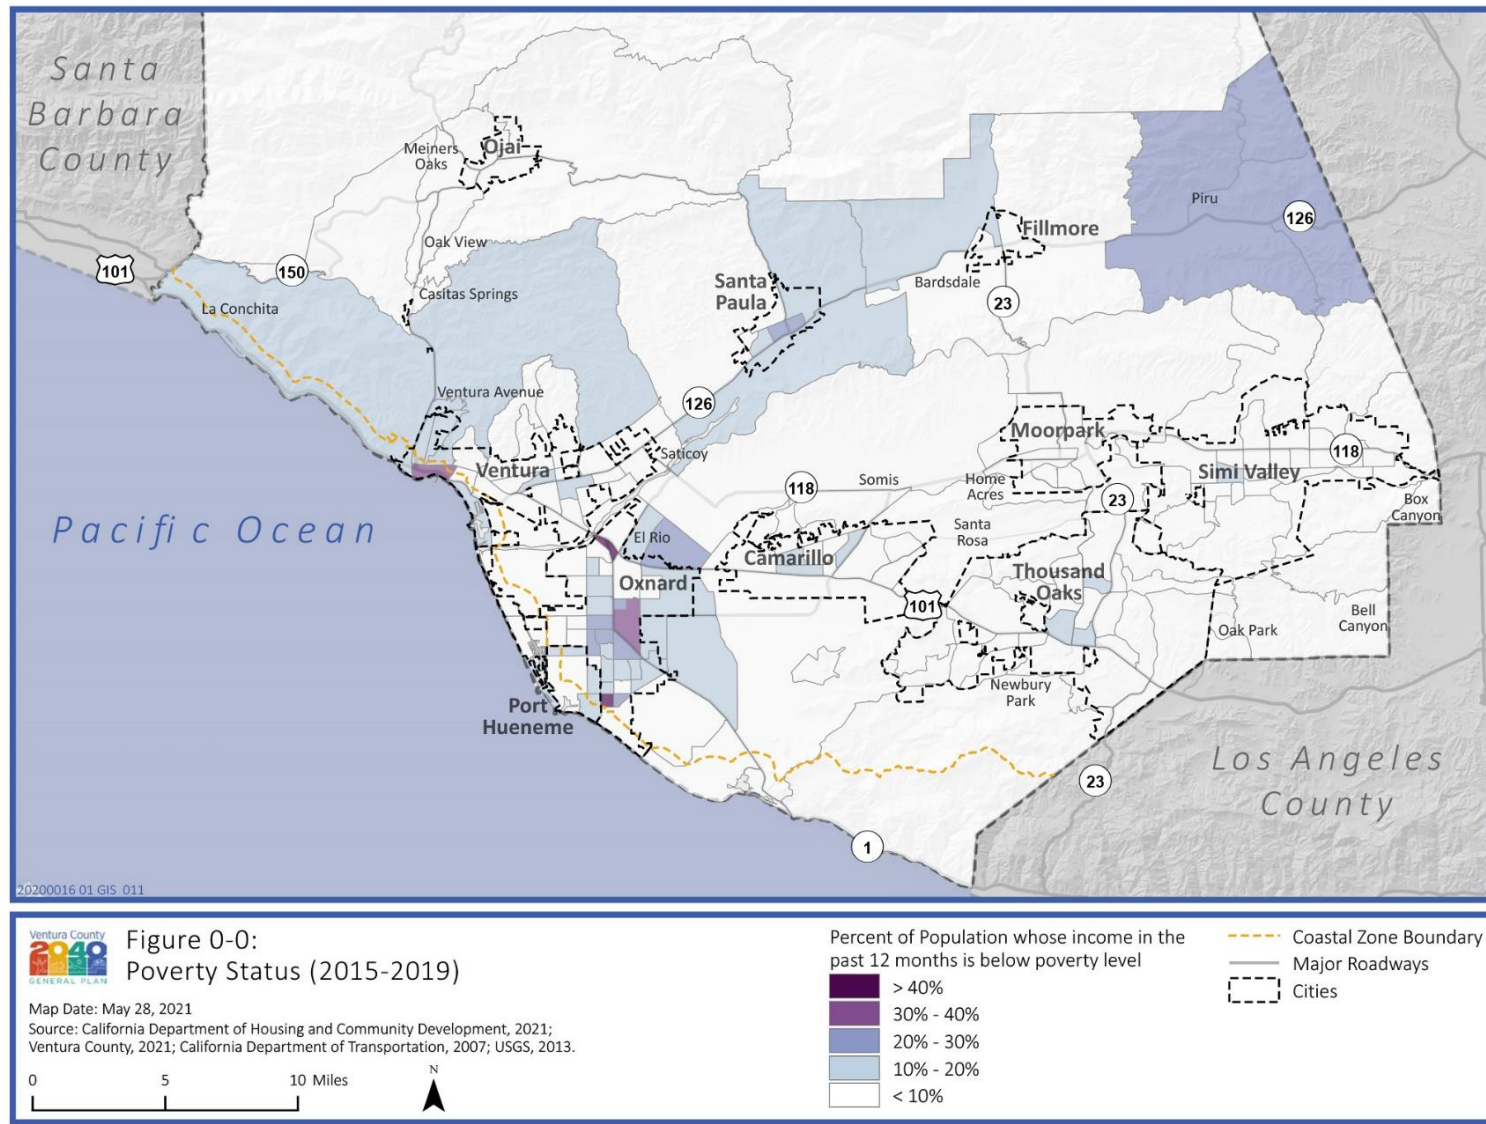 Santa
Barbara
County
Meiners
Oaks
Ojai
Oak View
101
150
La Conchita
Casitas Springs
Santa
Paula
Fillmore
Bardsdale
23
Piru
126
Ventura Avenue
126
Ventura
Saticoy
Moorpark
118
Somis
Home
Acres
Simi Valley
118
23
Box
Canyon
Santa
Rosa
Pacific Ocean
El Rio
Camarillo
Oxnard
Thousand
Oaks
101
Oak Park
Bell
Canyon
Newbury
Park
Port
Hueneme
Los Angeles
County
23
1
20200016 01 GIS 011
Ventura County
2040
GENERAL PLAN
Figure 0-0:
Poverty Status (2015-2019)
Map Date: May 28, 2021
Source: California Department of Housing and Community Development, 2021;
Ventura County, 2021; California Department of Transportation, 2007; USGS, 2013.
0 5 10 Miles
N
Percent of Population whose income in the
past 12 months is below poverty level
> 40%
30% - 40%
20% - 30%
10% - 20%
< 10%
Coastal Zone Boundary
Major Roadways
Cities